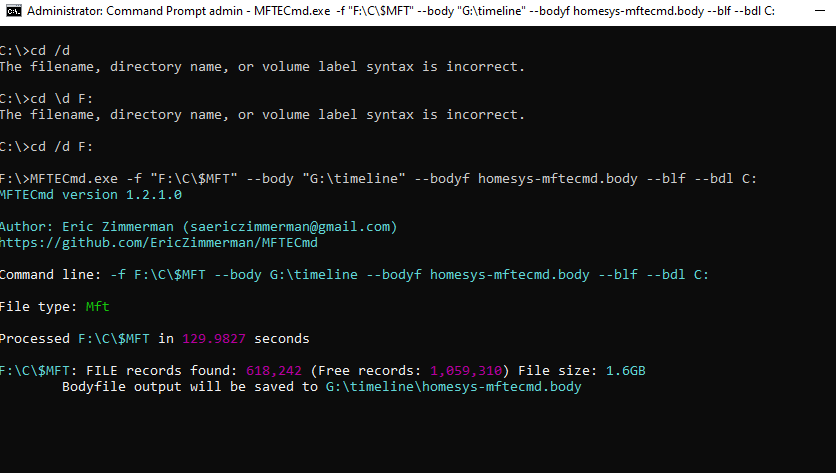 Administrator: Command Prompt admin - MFTECmd.exe -f "F:\C\$MFT" --body "G:\timeline" --bodyf homesys-mftecmd.body --blf --bdl C:
C:\>cd /d
The filename, directory name, or volume label syntax is incorrect.
C:\>cd \d F:
The filename, directory name, or volume label syntax is incorrect.
C:\>cd /d F:
F:\>MFTECmd.exe -f "F:\C\$MFT" --body "G:\timeline" --bodyf homesys-mftecmd.body --blf --bdl C:
MFTECmd version 1.2.1.0
Author: Eric Zimmerman (saericzimmerman@gmail.com)
https://github.com/EricZimmerman/MFTECmd
Command line: -f F:\C\$MFT --body G:\timeline --bodyf homesys-mftecmd.body --blf --bdl C:
File type: Mft
Processed F:\C\$MFT in 129.9827 seconds
F:\C\$MFT: FILE records found: 618,242 (Free records: 1,059,310) File size: 1.6GB
Bodyfile output will be saved to G:\timeline\homesys-mftecmd.body